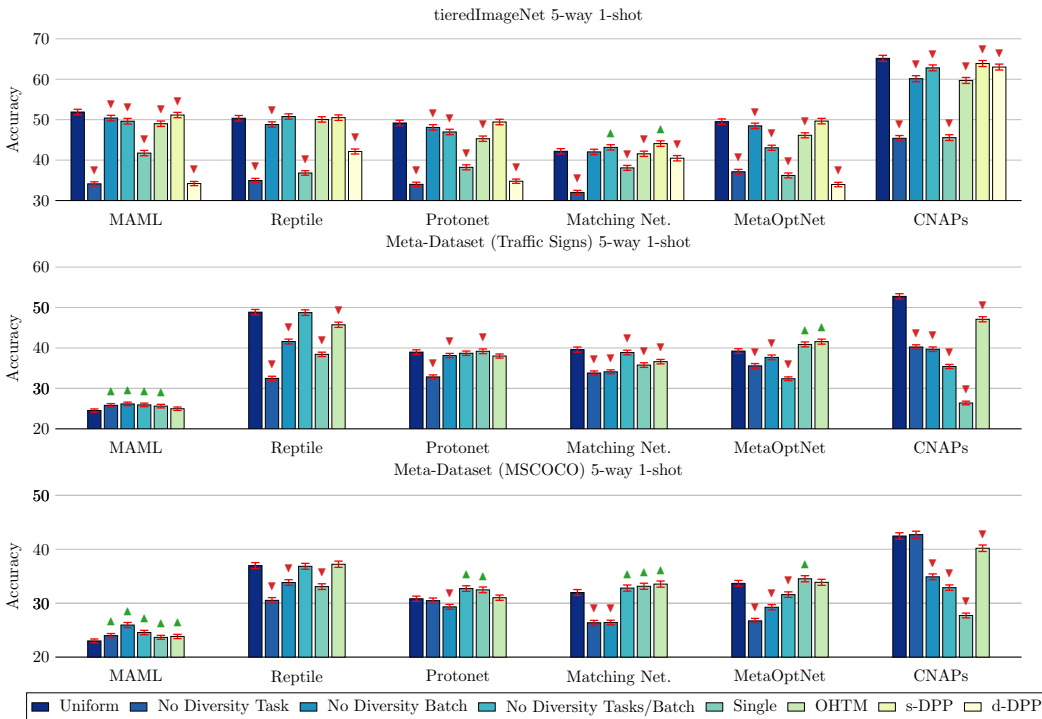 tieredImageNet 5-way 1-shot
Accuracy
70
60
50
40
30
MAML Reptile Protonet Matching Net. MetaOptNet CNAPs
Meta-Dataset (Traffic Signs) 5-way 1-shot
Accuracy
60
50
40
30
20
MAML Reptile Protonet Matching Net. MetaOptNet CNAPs
Meta-Dataset (MSCOCO) 5-way 1-shot
Accuracy
50
40
30
20
MAML Reptile Protonet Matching Net. MetaOptNet CNAPs
Uniform No Diversity Task No Diversity Batch No Diversity Tasks/Batch Single OHTM s-DPP d-DPP